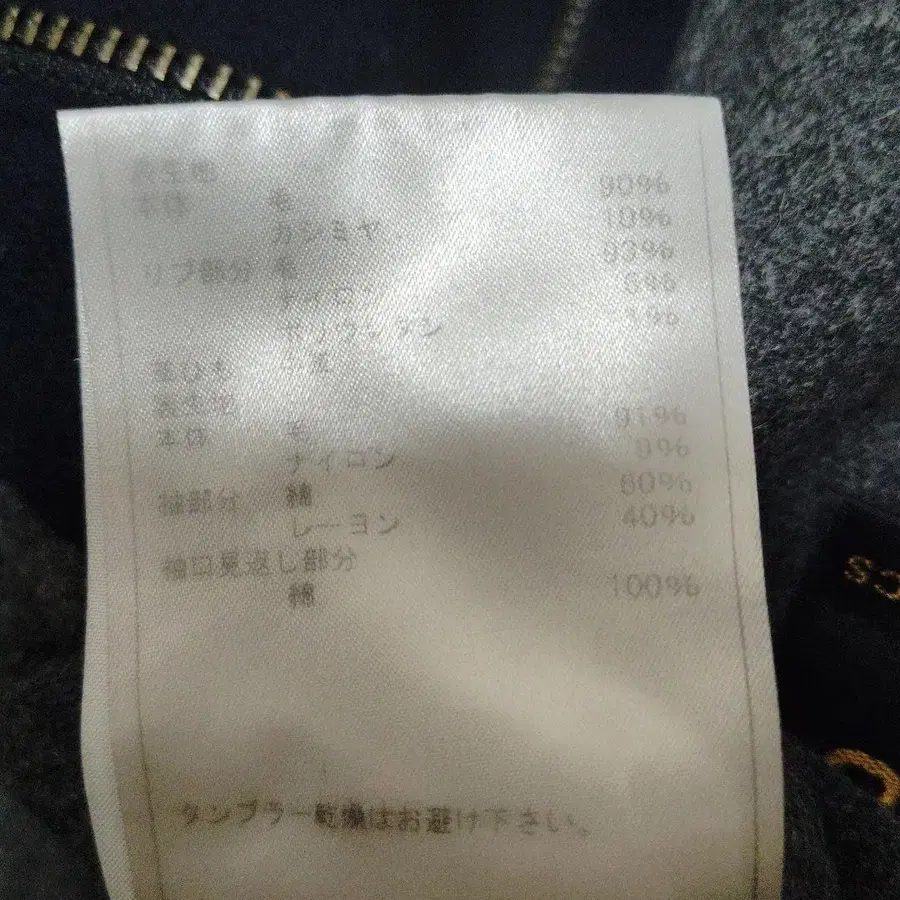 表生地
本体 毛 90%
カシミヤ 10%
リブ部分 毛 93%
ナイロン 6%
ポリウレタン 1%
表生地 91%
本体 毛
ナイロン 9%
袖部分 綿 60%
レーヨン 40%
袖口見返し部分
綿 100%
タンブラー乾燥はお避け下さい。